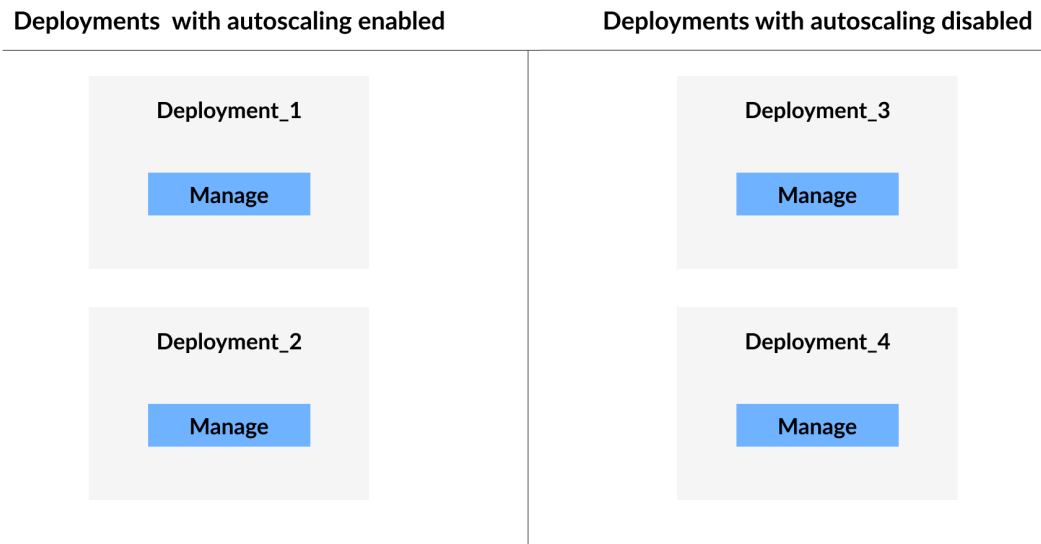 Deployments  with autoscaling enabled
Deployments with autoscaling disabled
Deployment_1
Manage
Deployment_2
Manage
Deployment_3
Manage
Deployment_4
Manage